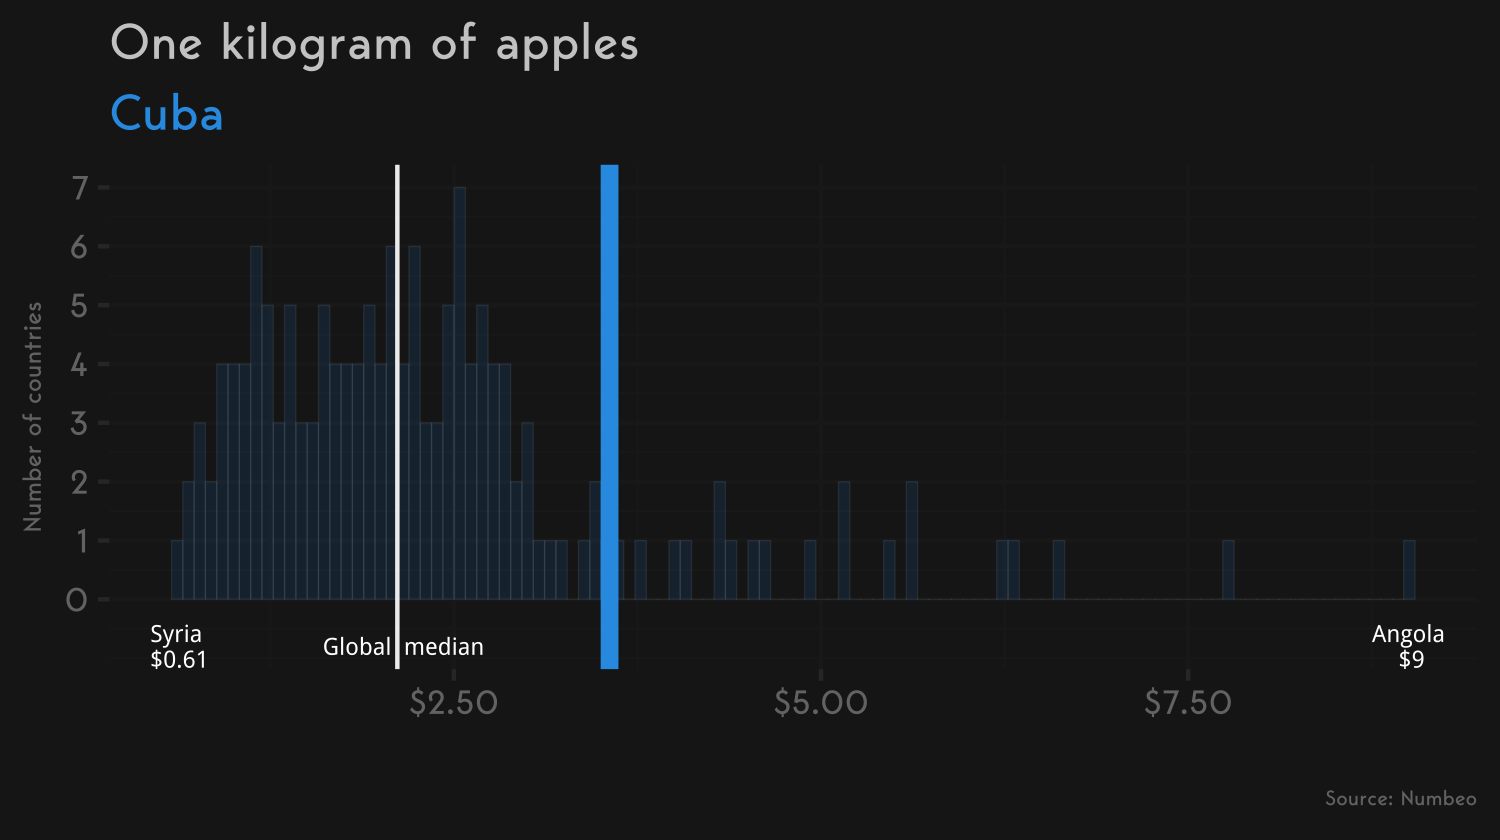 One kilogram of apples
Cuba
Number of countries
7
6
5
4
3
2
1
0
Syria
$0.61
Global median
Angola
$9
$2.50
$5.00
$7.50
Source: Numbeo